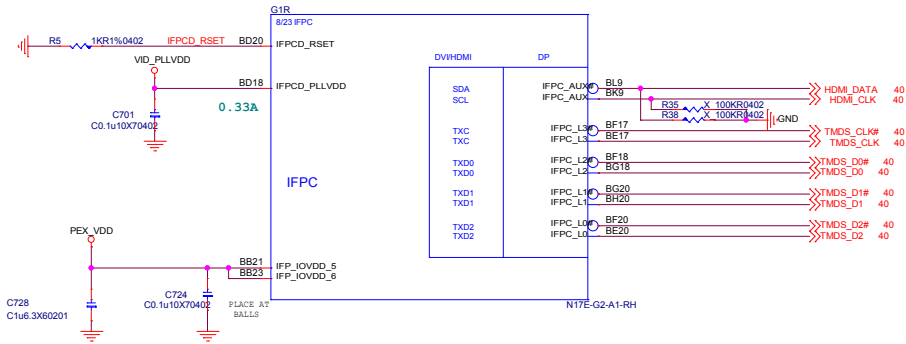 G1R
8/23 IFPC
R5 1KR1%0402 IFPCD_RSET BD20 IFPCD_RSET
VID_PLLVDD
BD18 IFPCD_PLLVDD
0.33A
C701
C0.1u10X70402
IFPC
DVI/HDMI DP
SDA IFPC_AUX# BL9 HDMI_DATA 40
SCL IFPC_AUX BK9 HDMI_CLK 40
R35 X_100KR0402
R38 X_100KR0402
GND
TXC IFPC_L3# BF17 TMDS_CLK# 40
TXC IFPC_L3 BE17 TMDS_CLK 40
TXD0 IFPC_L2# BF18 TMDS_D0# 40
TXD0 IFPC_L2 BG18 TMDS_D0 40
TXD1 IFPC_L1# BG20 TMDS_D1# 40
TXD1 IFPC_L1 BH20 TMDS_D1 40
TXD2 IFPC_L0# BF20 TMDS_D2# 40
TXD2 IFPC_L0 BE20 TMDS_D2 40
PEX_VDD
BB21 IFP_IOVDD_5
BB23 IFP_IOVDD_6
C728
C1u6.3X60201
C724
C0.1u10X70402
PLACE AT
BALLS
N17E-G2-A1-RH